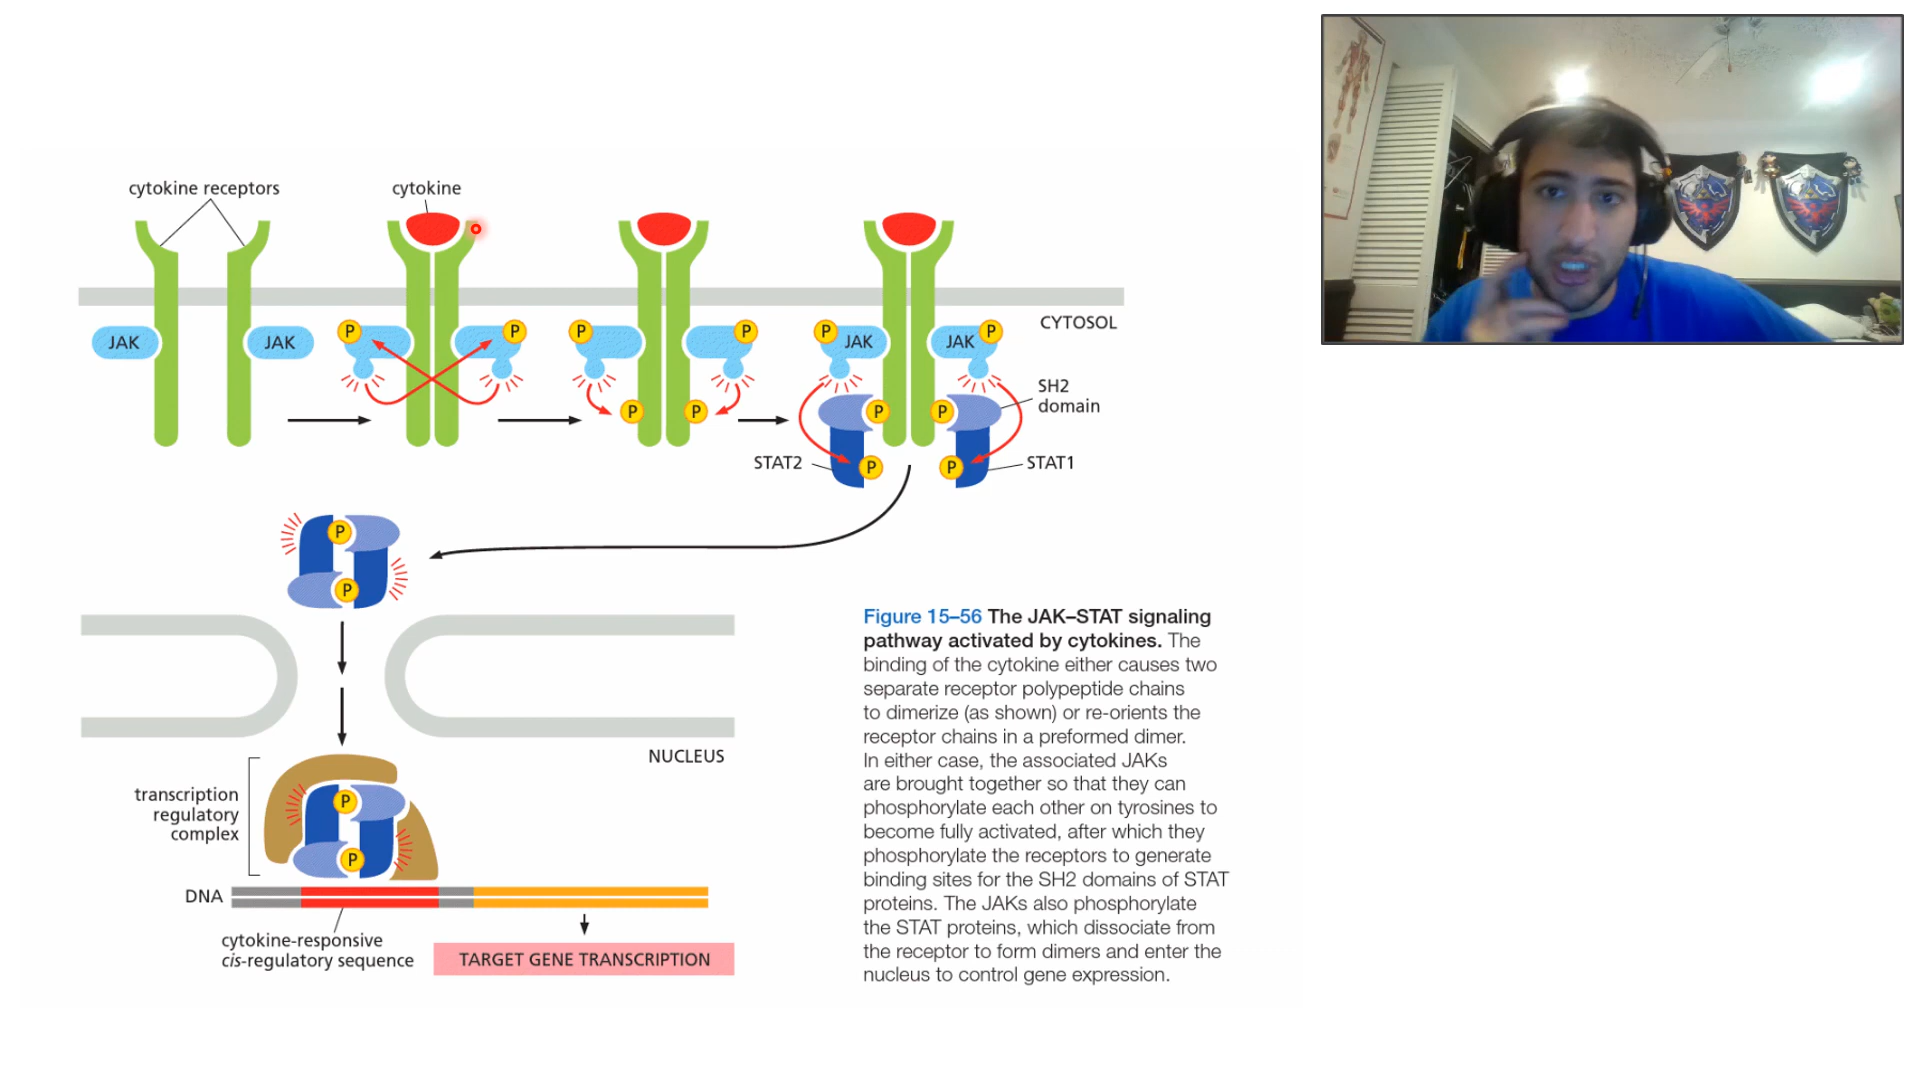 cytokine receptors
cytokine
JAK
JAK
P
P
P
P
P
JAK
JAK
P
CYTOSOL
P
P
P
P
SH2
domain
STAT2
P
P
STAT1
P
P
Figure 15–56 The JAK–STAT signaling
pathway activated by cytokines. The
binding of the cytokine either causes two
separate receptor polypeptide chains
to dimerize (as shown) or re-orients the
receptor chains in a preformed dimer.
In either case, the associated JAKs
are brought together so that they can
phosphorylate each other on tyrosines to
become fully activated, after which they
phosphorylate the receptors to generate
binding sites for the SH2 domains of STAT
proteins. The JAKs also phosphorylate
the STAT proteins, which dissociate from
the receptor to form dimers and enter the
nucleus to control gene expression.
NUCLEUS
transcription
regulatory
complex
P
P
DNA
cytokine-responsive
cis-regulatory sequence
TARGET GENE TRANSCRIPTION